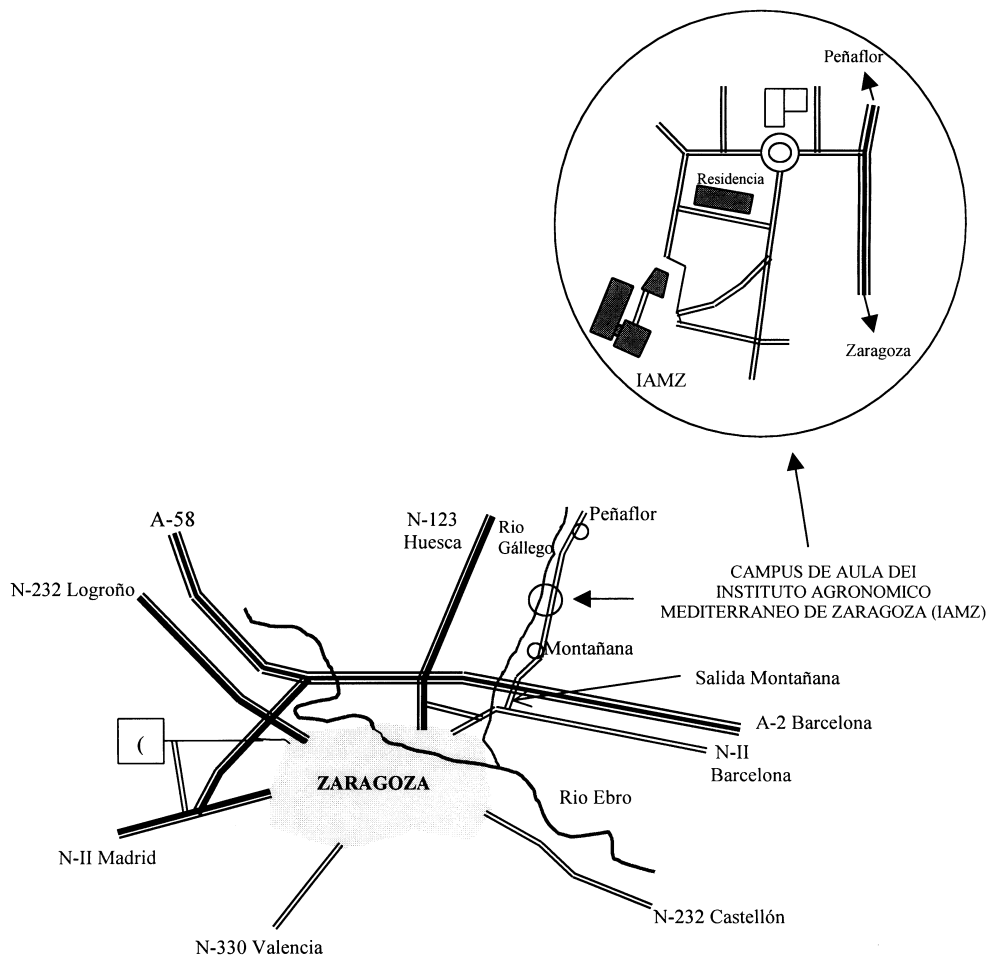 Peñaflor
Residencia
Zaragoza
IAMZ
A-58
N-123
Huesca
Rio
Gállego
Peñaflor
N-232 Logroño
CAMPUS DE AULA DEI
INSTITUTO AGRONOMICO
MEDITERRANEO DE ZARAGOZA (IAMZ)
Montañana
Salida Montañana
A-2 Barcelona
(
N-II
Barcelona
ZARAGOZA
Rio Ebro
N-II Madrid
N-232 Castellón
N-330 Valencia